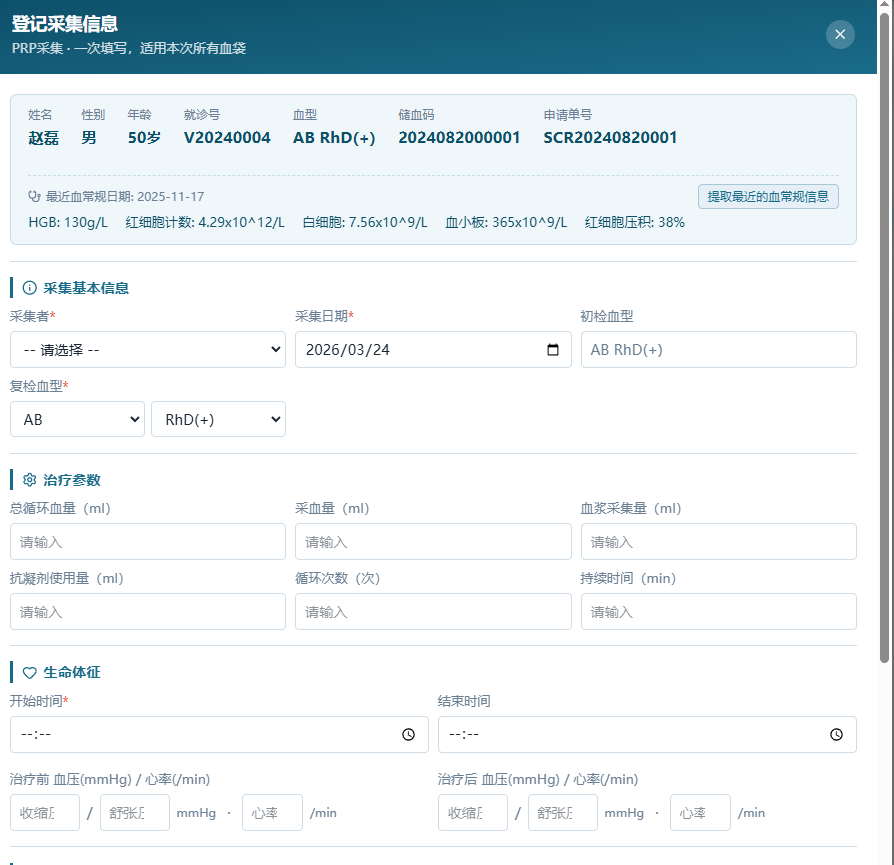 登记采集信息
PRP采集 · 一次填写，适用本次所有血袋
姓名 性别 年龄 就诊号 血型 储血码 申请单号
赵磊 男 50岁 V20240004 AB RhD(+) 2024082000001 SCR20240820001
最近血常规日期: 2025-11-17 提取最近的血常规信息
HGB: 130g/L 红细胞计数: 4.29x10^12/L 白细胞: 7.56x10^9/L 血小板: 365x10^9/L 红细胞压积: 38%
采集基本信息
采集者* 采集日期* 初检血型
-- 请选择 -- 2026/03/24 AB RhD(+)
复检血型*
AB RhD(+)
治疗参数
总循环血量（ml） 采血量（ml） 血浆采集量（ml）
请输入 请输入 请输入
抗凝剂使用量（ml） 循环次数（次） 持续时间（min）
请输入 请输入 请输入
生命体征
开始时间* 结束时间
--:-- --:--
治疗前 血压(mmHg) / 心率(/min) 治疗后 血压(mmHg) / 心率(/min)
收缩 / 舒张 mmHg · 心率 /min 收缩 / 舒张 mmHg · 心率 /min